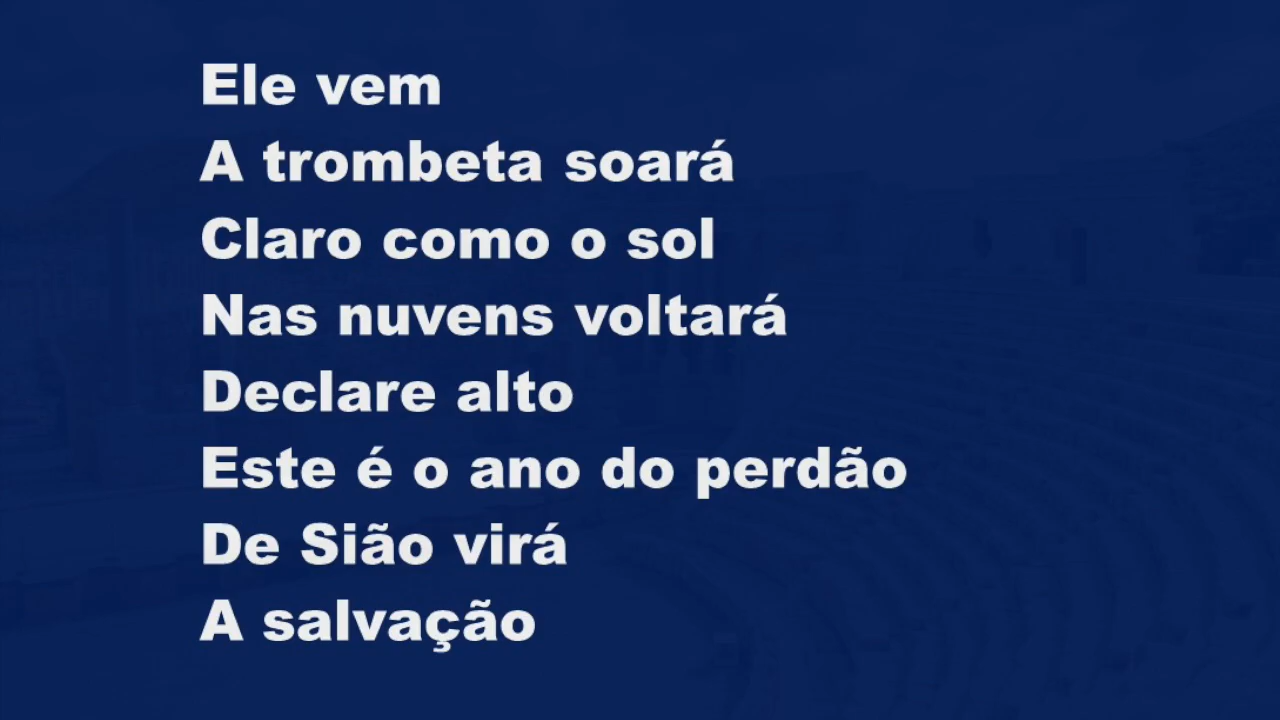 Ele vem
A trombeta soará
Claro como o sol
Nas nuvens voltará
Declare alto
Este é o ano do perdão
De Sião virá
A salvação